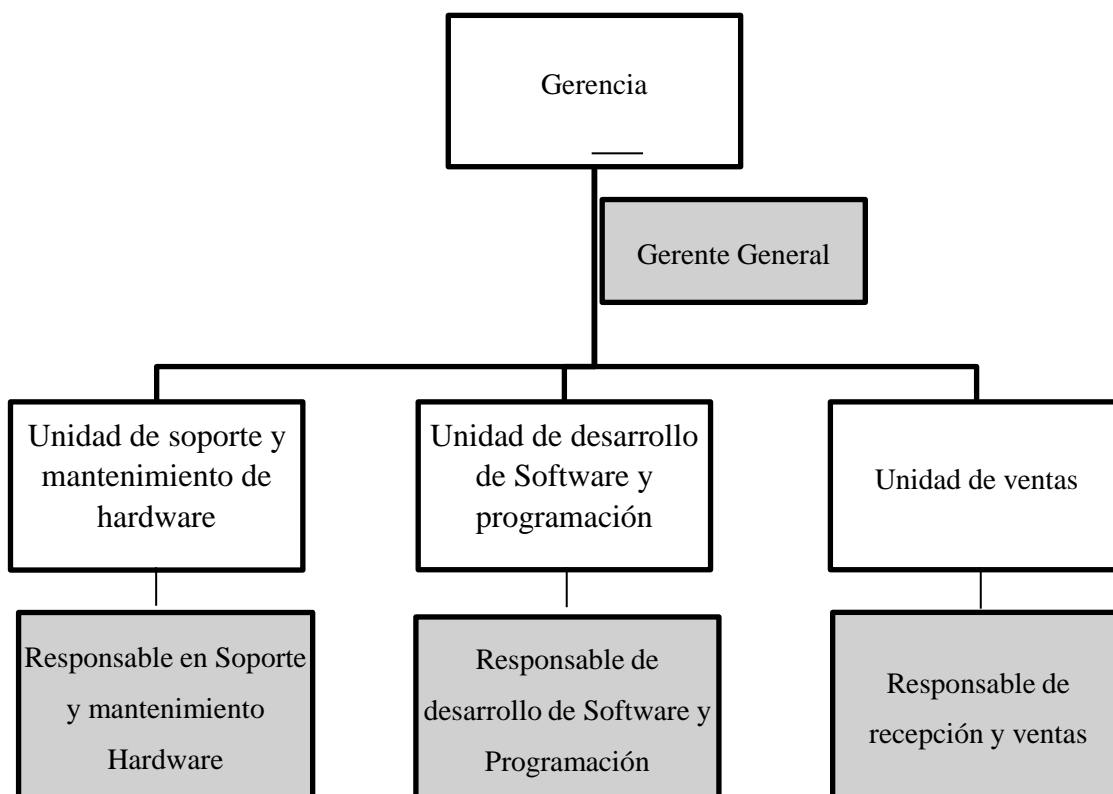 Gerencia
Gerente General
Unidad de soporte y
mantenimiento de
hardware
Unidad de desarrollo
de Software y
programación
Unidad de ventas
Responsable en Soporte
y mantenimiento
Hardware
Responsable de
desarrollo de Software y
Programación
Responsable de
recepción y ventas